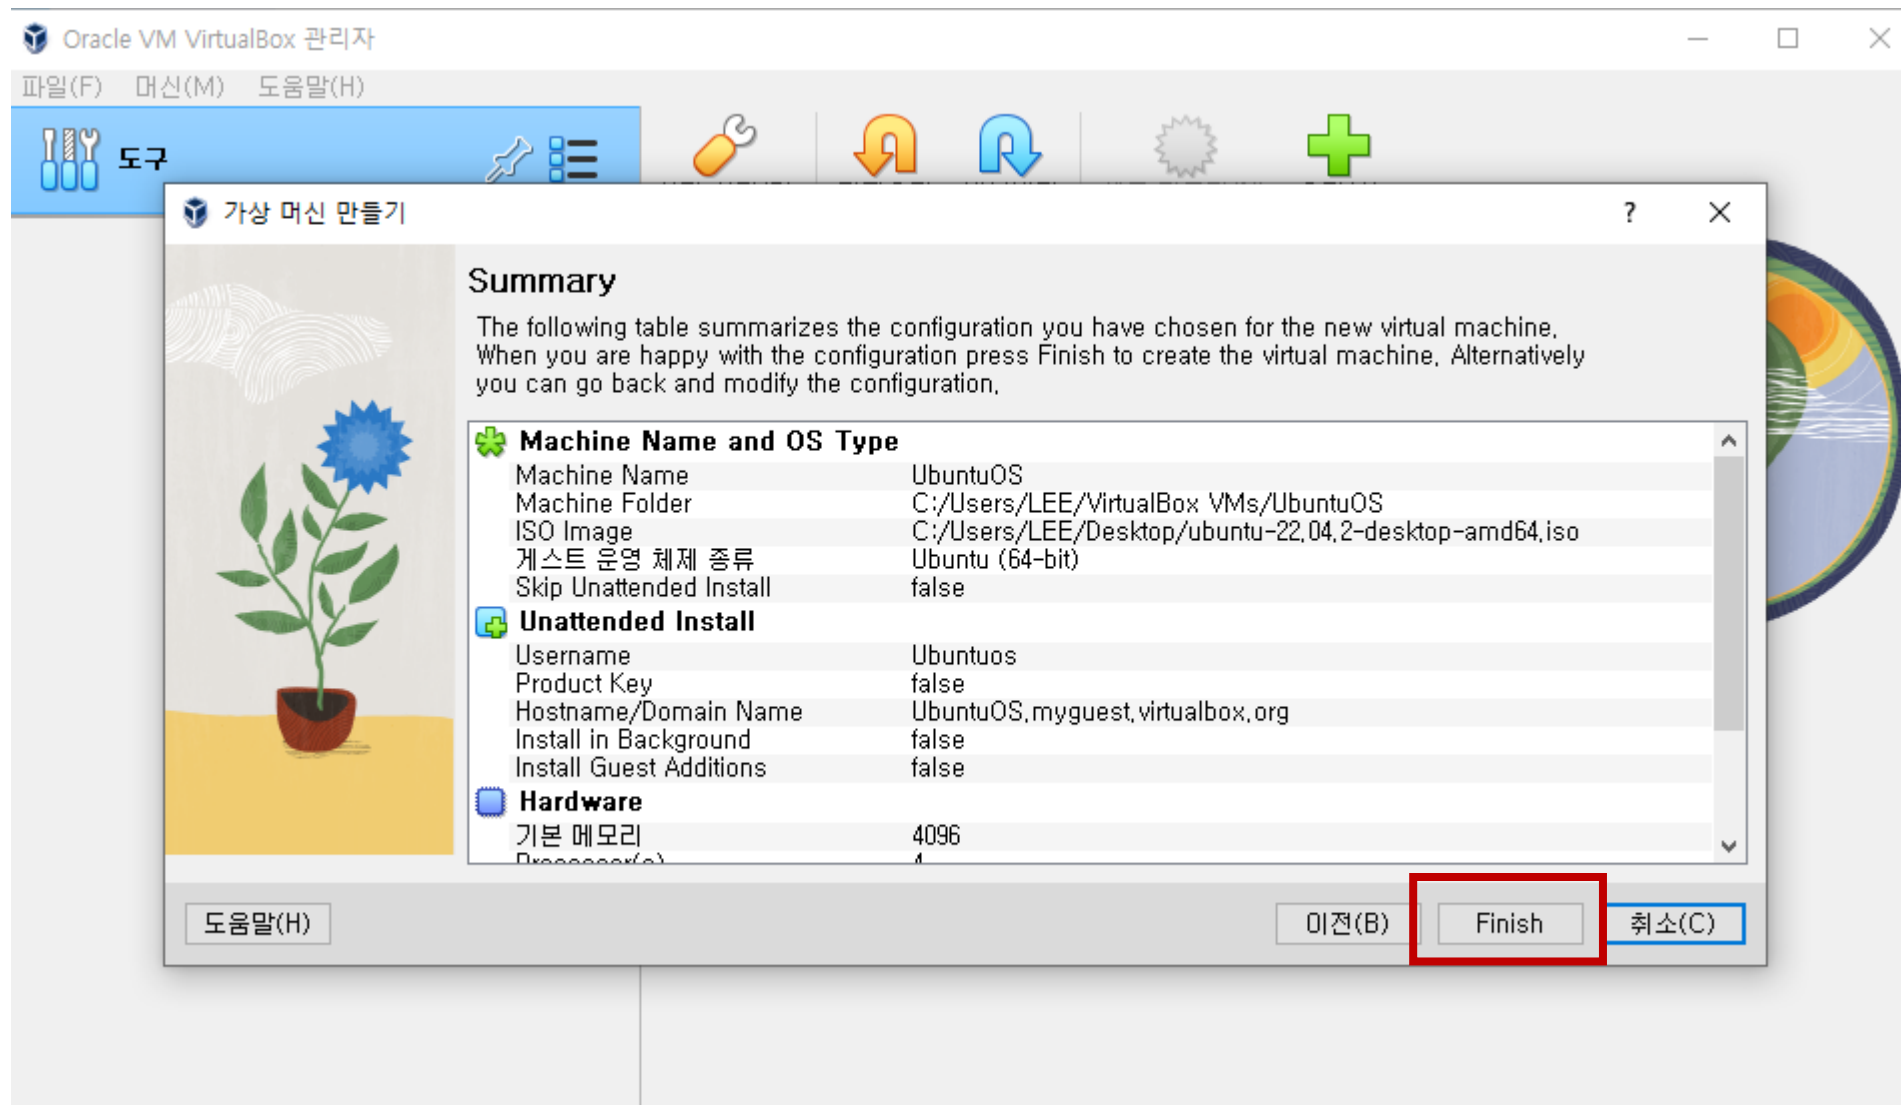 Oracle VM VirtualBox 관리자
파일(F) 머신(M) 도움말(H)
도구
가상 머신 만들기
?
Summary
The following table summarizes the configuration you have chosen for the new virtual machine.
When you are happy with the configuration press Finish to create the virtual machine. Alternatively
you can go back and modify the configuration.
Machine Name and OS Type
Machine Name UbuntuOS
Machine Folder C:/Users/LEE/VirtualBox VMs/UbuntuOS
ISO Image C:/Users/LEE/Desktop/ubuntu-22.04.2-desktop-amd64.iso
게스트 운영 체제 종류 Ubuntu (64-bit)
Skip Unattended Install false
Unattended Install
Username Ubuntuos
Product Key false
Hostname/Domain Name UbuntuOS.myguest.virtualbox.org
Install in Background false
Install Guest Additions false
Hardware
기본 메모리 4096
Processor(s) 4
도움말(H) 이전(B) Finish 취소(C)